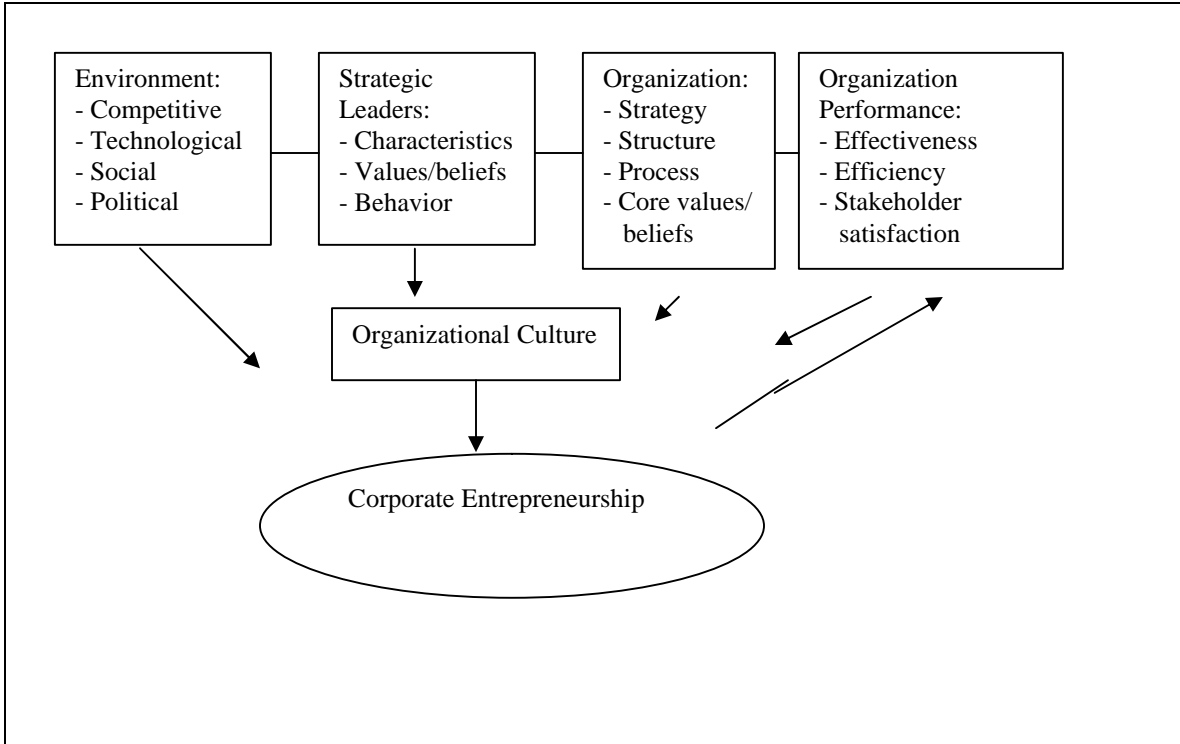 Environment:
- Competitive
- Technological
- Social
- Political
Strategic
Leaders:
- Characteristics
- Values/beliefs
- Behavior
Organization:
- Strategy
- Structure
- Process
- Core values/
beliefs
Organization
Performance:
- Effectiveness
- Efficiency
- Stakeholder
satisfaction
Organizational Culture
Corporate Entrepreneurship